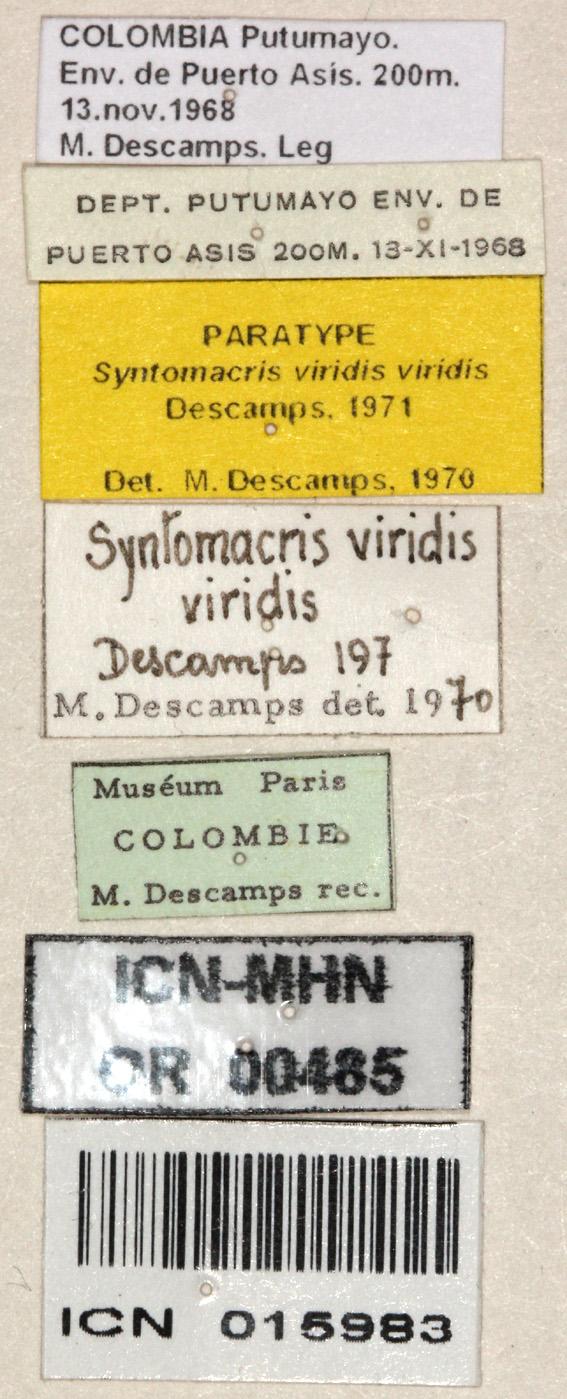 COLOMBIA Putumayo.
Env. de Puerto Asis. 200m.
13.nov.1968
M. Descamps. Leg
DEPT. PUTUMAYO ENV. DE
PUERTO ASIS 200M. 13-XI-1968
PARATYPE
Syntomacris viridis viridis
Descamps, 1971
Det. M. Descamps, 1970
Syntomacris viridis
viridis
Descamps 197
M. Descamps det. 1970
Muséum Paris
COLOMBIE
M. Descamps rec.
ICN-MHN
OR 00485
ICN 015983